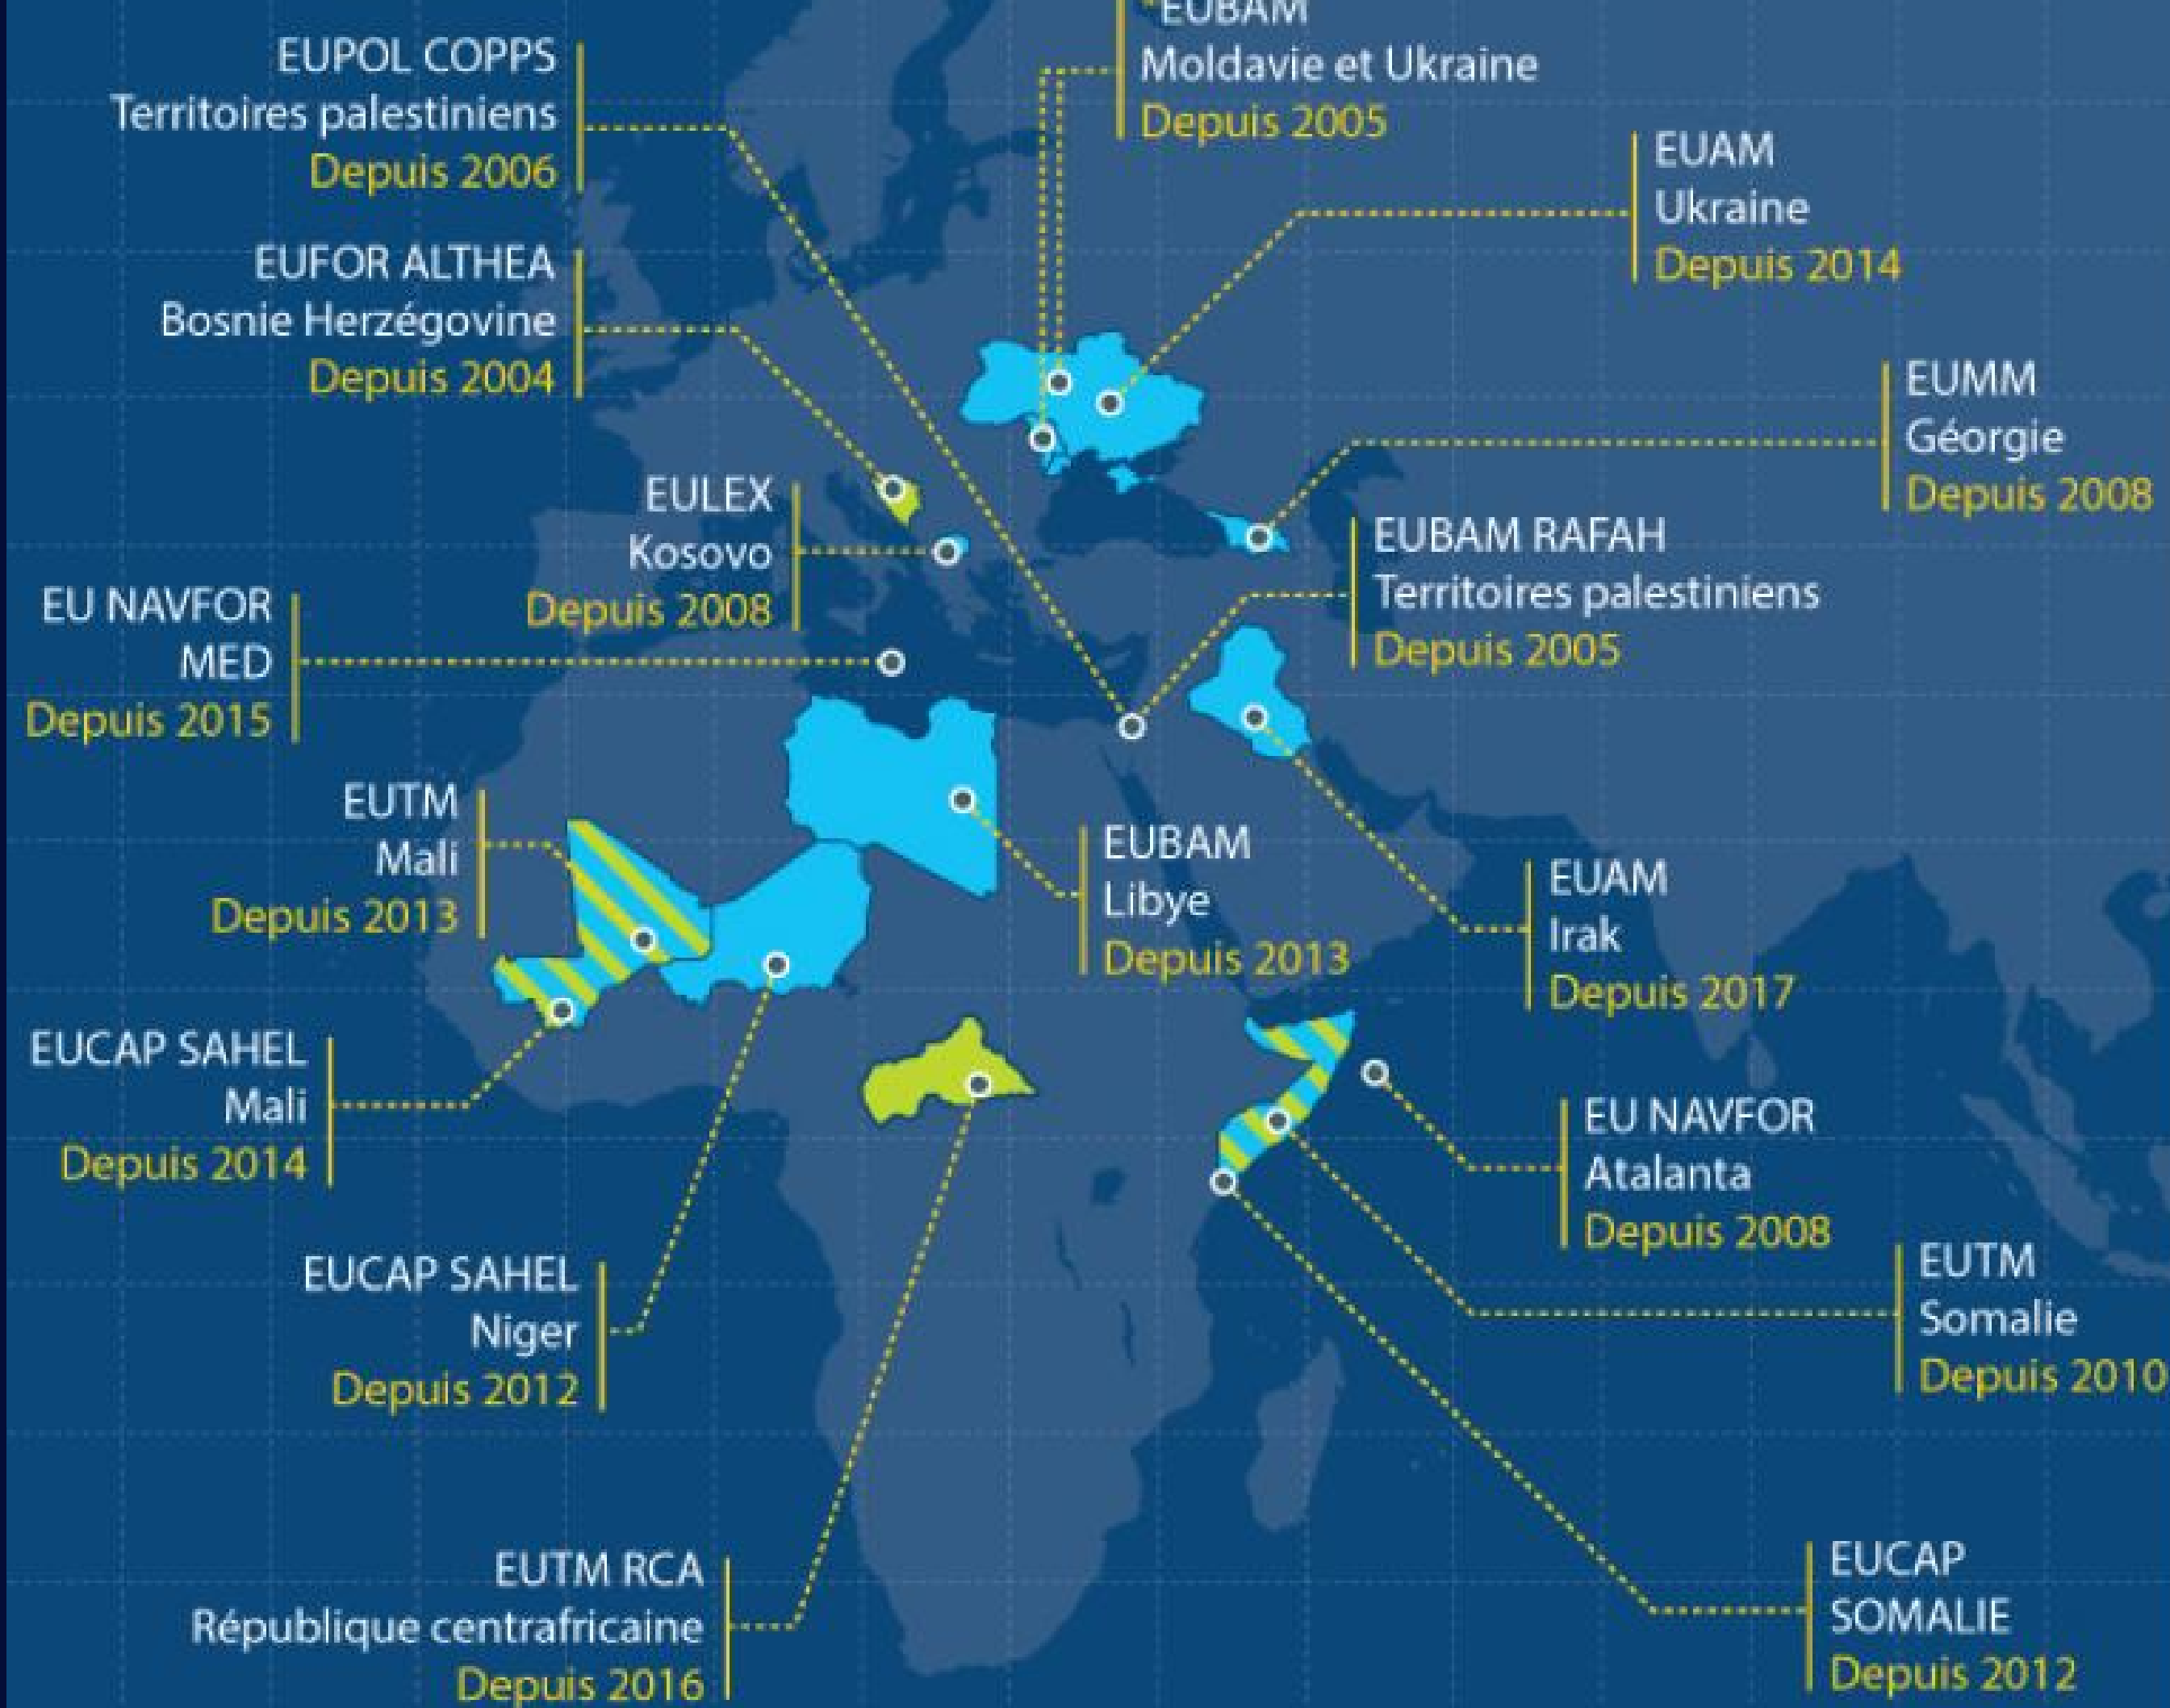 *EUBAM
Moldavie et Ukraine
Depuis 2005
EUPOL COPPS
Territoires palestiniens
Depuis 2006
EUAM
Ukraine
Depuis 2014
EUFOR ALTHEA
Bosnie Herzégovine
Depuis 2004
EUMM
Géorgie
Depuis 2008
EULEX
Kosovo
Depuis 2008
EUBAM RAFAH
Territoires palestiniens
Depuis 2005
EU NAVFOR
MED
Depuis 2015
EUTM
Mali
Depuis 2013
EUBAM
Libye
Depuis 2013
EUAM
Irak
Depuis 2017
EUCAP SAHEL
Mali
Depuis 2014
EU NAVFOR
Atalanta
Depuis 2008
EUCAP SAHEL
Niger
Depuis 2012
EUTM
Somalie
Depuis 2010
EUTM RCA
République centrafricaine
Depuis 2016
EUCAP
SOMALIE
Depuis 2012